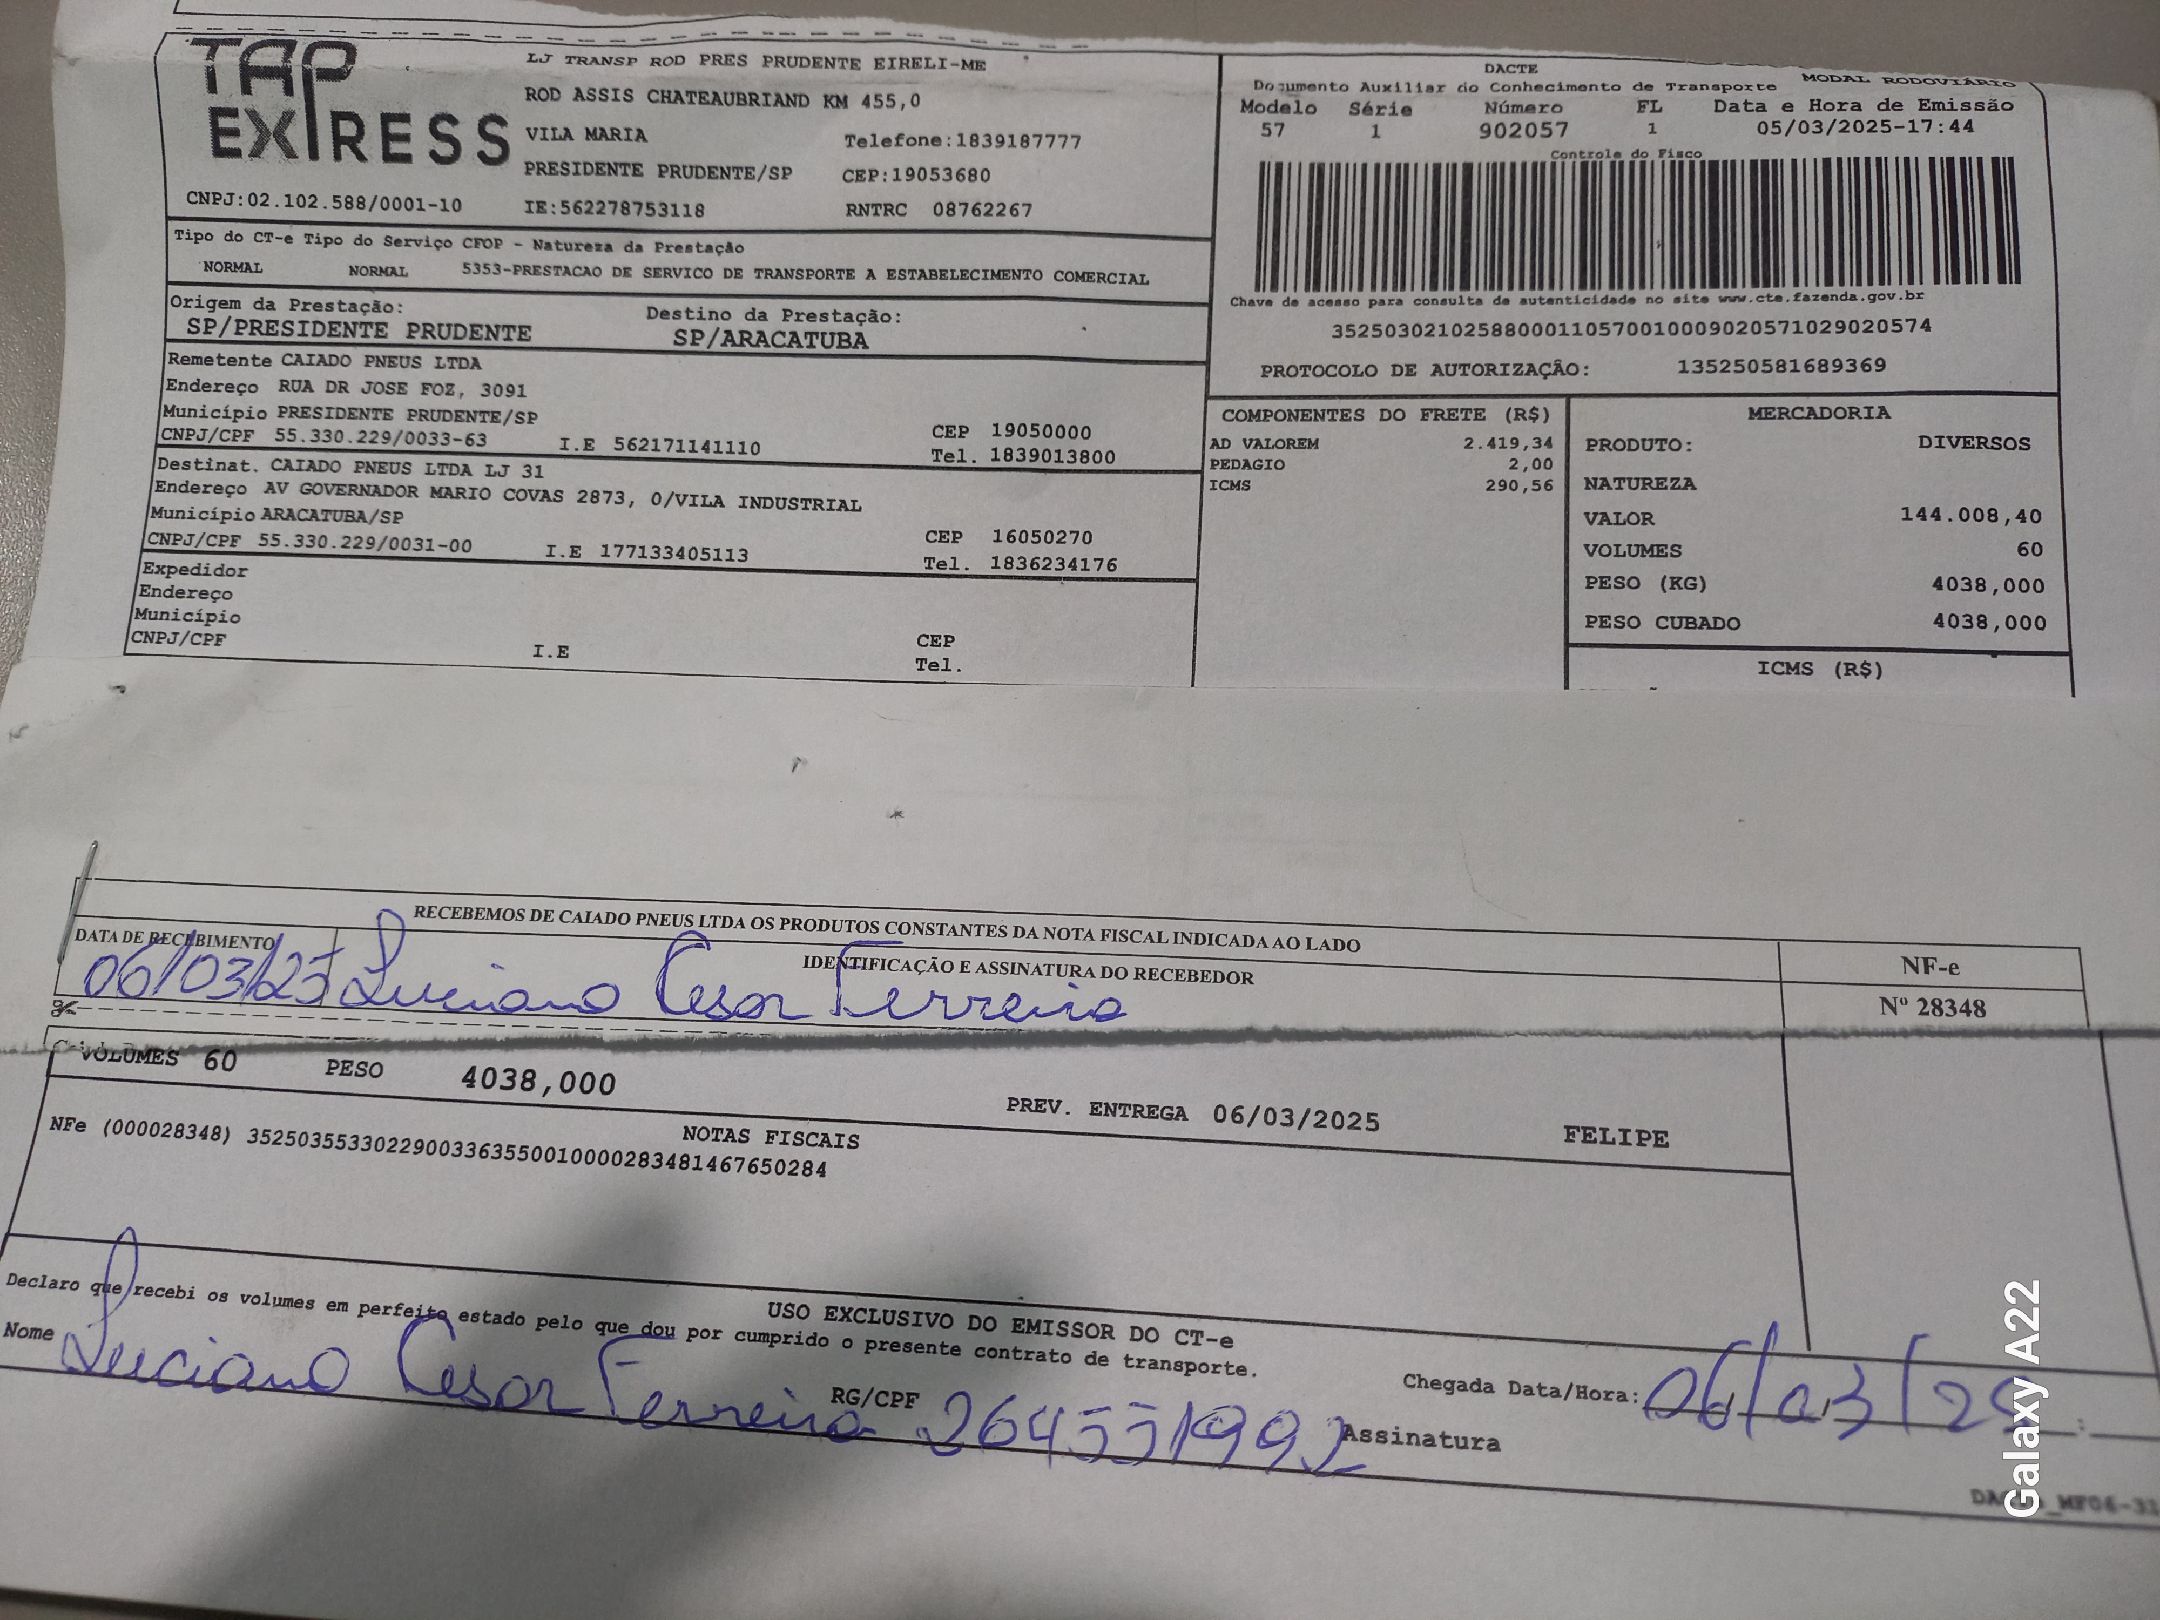 TAP
EXPRESS
LJ TRANSP ROD PRES PRUDENTE EIRELI-ME
ROD ASSIS CHATEAUBRIAND KM 455,0
VILA MARIA Telefone:1839187777
PRESIDENTE PRUDENTE/SP CEP:19053680
CNPJ:02.102.588/0001-10 IE:562278753118 RNTRC 08762267
Tipo do CT-e Tipo do Serviço CFOP - Natureza da Prestação
NORMAL NORMAL 5353-PRESTACAO DE SERVICO DE TRANSPORTE A ESTABELECIMENTO COMERCIAL
Origem da Prestação: Destino da Prestação:
SP/PRESIDENTE PRUDENTE SP/ARACATUBA
Remetente CAIADO PNEUS LTDA
Endereço RUA DR JOSE FOZ, 3091
Município PRESIDENTE PRUDENTE/SP CEP 19050000
CNPJ/CPF 55.330.229/0033-63 I.E 562171141110 Tel. 1839013800
Destinat. CAIADO PNEUS LTDA LJ 31
Endereço AV GOVERNADOR MARIO COVAS 2873, 0/VILA INDUSTRIAL
Município ARACATUBA/SP CEP 16050270
CNPJ/CPF 55.330.229/0031-00 I.E 177133405113 Tel. 1836234176
Expedidor
Endereço
Município CEP
CNPJ/CPF I.E Tel.
DACTE MODAL RODOVIÁRIO
Documento Auxiliar do Conhecimento de Transporte
Modelo Série Número FL Data e Hora de Emissão
57 1 902057 1 05/03/2025-17:44
Controle do Fisco
Chave de acesso para consulta de autenticidade no site www.cte.fazenda.gov.br
35250302102588000110570010009020571029020574
PROTOCOLO DE AUTORIZAÇÃO: 135250581689369
COMPONENTES DO FRETE (R$)
AD VALOREM 2.419,34
PEDAGIO 2,00
ICMS 290,56
MERCADORIA
PRODUTO: DIVERSOS
NATUREZA
VALOR 144.008,40
VOLUMES 60
PESO (KG) 4038,000
PESO CUBADO 4038,000
ICMS (R$)
RECEBEMOS DE CAIADO PNEUS LTDA OS PRODUTOS CONSTANTES DA NOTA FISCAL INDICADA AO LADO
DATA DE RECEBIMENTO IDENTIFICAÇÃO E ASSINATURA DO RECEBEDOR NF-e
06/03/25 Luciano Cesar Ferreira Nº 28348
VOLUMES 60 PESO 4038,000 PREV. ENTREGA 06/03/2025 FELIPE
NOTAS FISCAIS
NFe (000028348) 35250355330229003363550010000283481467650284
USO EXCLUSIVO DO EMISSOR DO CT-e
Declaro que recebi os volumes em perfeito estado pelo que dou por cumprido o presente contrato de transporte.
Nome Luciano Cesar Ferreira RG/CPF 264551992 Assinatura
Chegada Data/Hora: 06/03/25 :
Galaxy A22